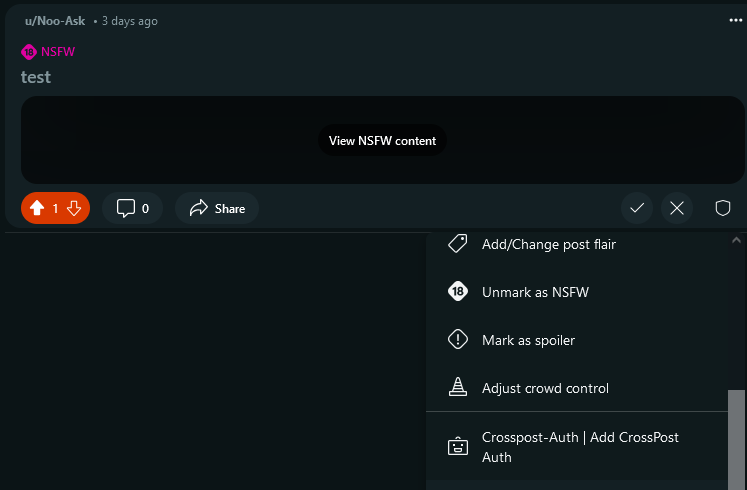 u/Noo-Ask • 3 days ago
18 NSFW
test
View NSFW content
1
0
Share
Add/Change post flair
18 Unmark as NSFW
Mark as spoiler
Adjust crowd control
Crosspost-Auth | Add CrossPost
Auth